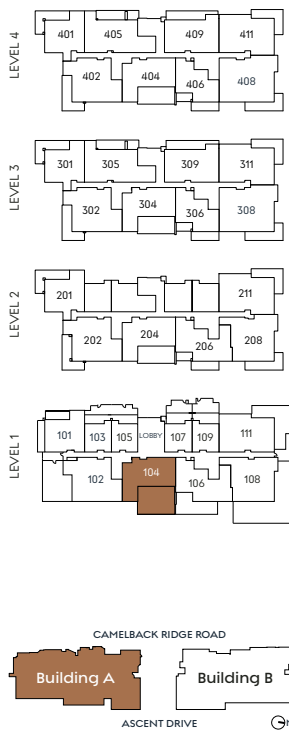 LEVEL 4
401 405 409 411
402 404 406 408
LEVEL 3
301 305 309 311
302 304 306 308
LEVEL 2
201 211
202 204 206 208
LEVEL 1
101 103 105 LOBBY 107 109 111
102 104 106 108
CAMELBACK RIDGE ROAD
Building A Building B
ASCENT DRIVE
N